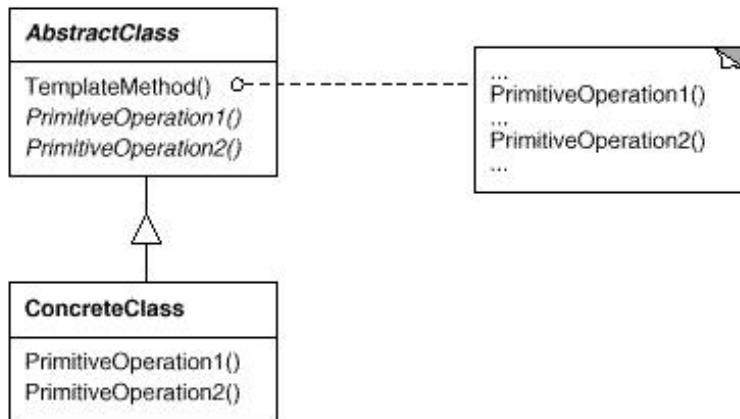 AbstractClass
TemplateMethod()
PrimitiveOperation1()
PrimitiveOperation2()
...
PrimitiveOperation1()
...
PrimitiveOperation2()
...
ConcreteClass
PrimitiveOperation1()
PrimitiveOperation2()